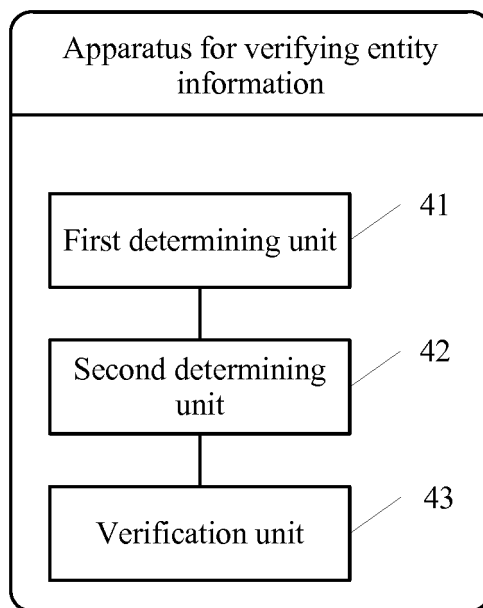 Apparatus for verifying entity
information
41
First determining unit
42
Second determining
unit
43
Verification unit